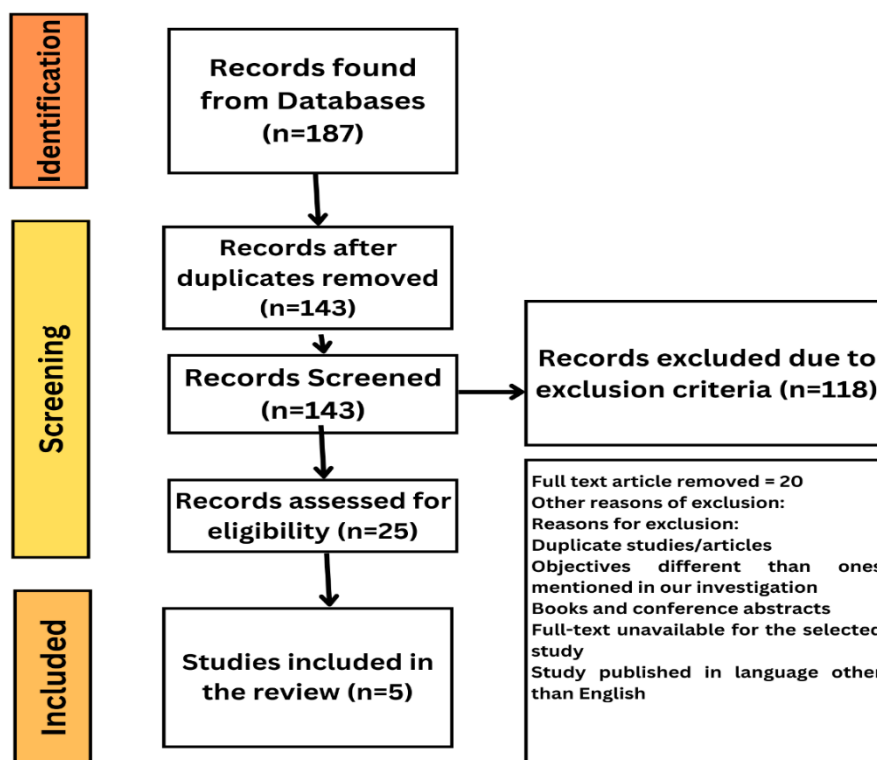 Identification
Records found
from Databases
(n=187)
Screening
Records after
duplicates removed
(n=143)
Records Screened
(n=143)
Records excluded due to
exclusion criteria (n=118)
Records assessed for
eligibility (n=25)
Full text article removed = 20
Other reasons of exclusion:
Reasons for exclusion:
Duplicate studies/articles
Objectives different than ones
mentioned in our investigation
Books and conference abstracts
Full-text unavailable for the selected
study
Study published in language other
than English
Included
Studies included in
the review (n=5)